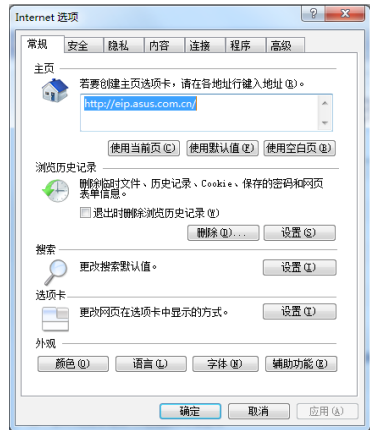 Internet 选项
常规 安全 隐私 内容 连接 程序 高级
主页
若要创建主页选项卡，请在各地址行键入地址(R)。
http://eip.asus.com.cn/
使用当前页(C) 使用默认值(F) 使用空白页(B)
浏览历史记录
删除临时文件、历史记录、Cookie、保存的密码和网页
表单信息。
退出时删除浏览历史记录(W)
删除(D)... 设置(S)
搜索
更改搜索默认值。 设置(I)
选项卡
更改网页在选项卡中显示的方式。 设置(T)
外观
颜色(O) 语言(L) 字体(N) 辅助功能(E)
确定 取消 应用(A)